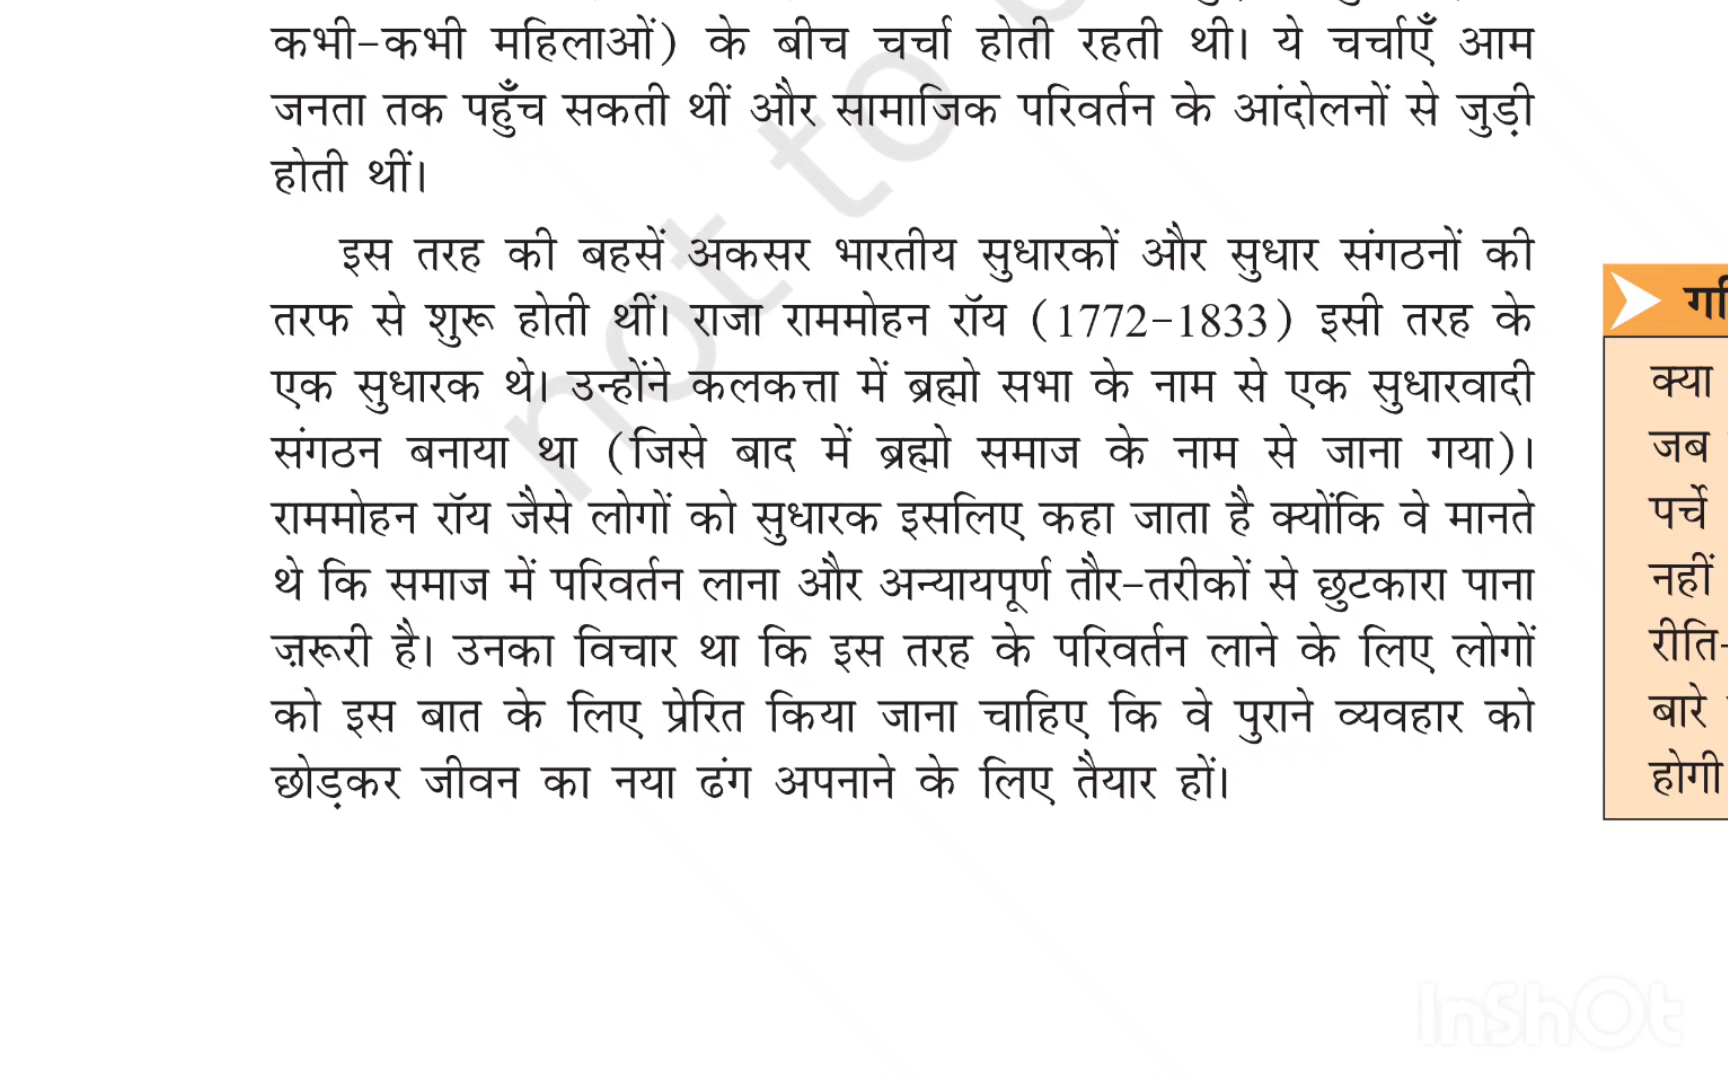 कभी-कभी महिलाओं) के बीच चर्चा होती रहती थी। ये चर्चाएँ आम
जनता तक पहुँच सकती थीं और सामाजिक परिवर्तन के आंदोलनों से जुड़ी
होती थीं।
इस तरह की बहसें अकसर भारतीय सुधारकों और सुधार संगठनों की
तरफ से शुरू होती थीं। राजा राममोहन रॉय (1772-1833) इसी तरह के
एक सुधारक थे। उन्होंने कलकत्ता में ब्रह्मो सभा के नाम से एक सुधारवादी
संगठन बनाया था (जिसे बाद में ब्रह्मो समाज के नाम से जाना गया)।
राममोहन रॉय जैसे लोगों को सुधारक इसलिए कहा जाता है क्योंकि वे मानते
थे कि समाज में परिवर्तन लाना और अन्यायपूर्ण तौर-तरीकों से छुटकारा पाना
ज़रूरी है। उनका विचार था कि इस तरह के परिवर्तन लाने के लिए लोगों
को इस बात के लिए प्रेरित किया जाना चाहिए कि वे पुराने व्यवहार को
छोड़कर जीवन का नया ढंग अपनाने के लिए तैयार हों।
क्या
जब
पर्चे
नहीं
रीति-
बारे
होगी
not to
InShOt